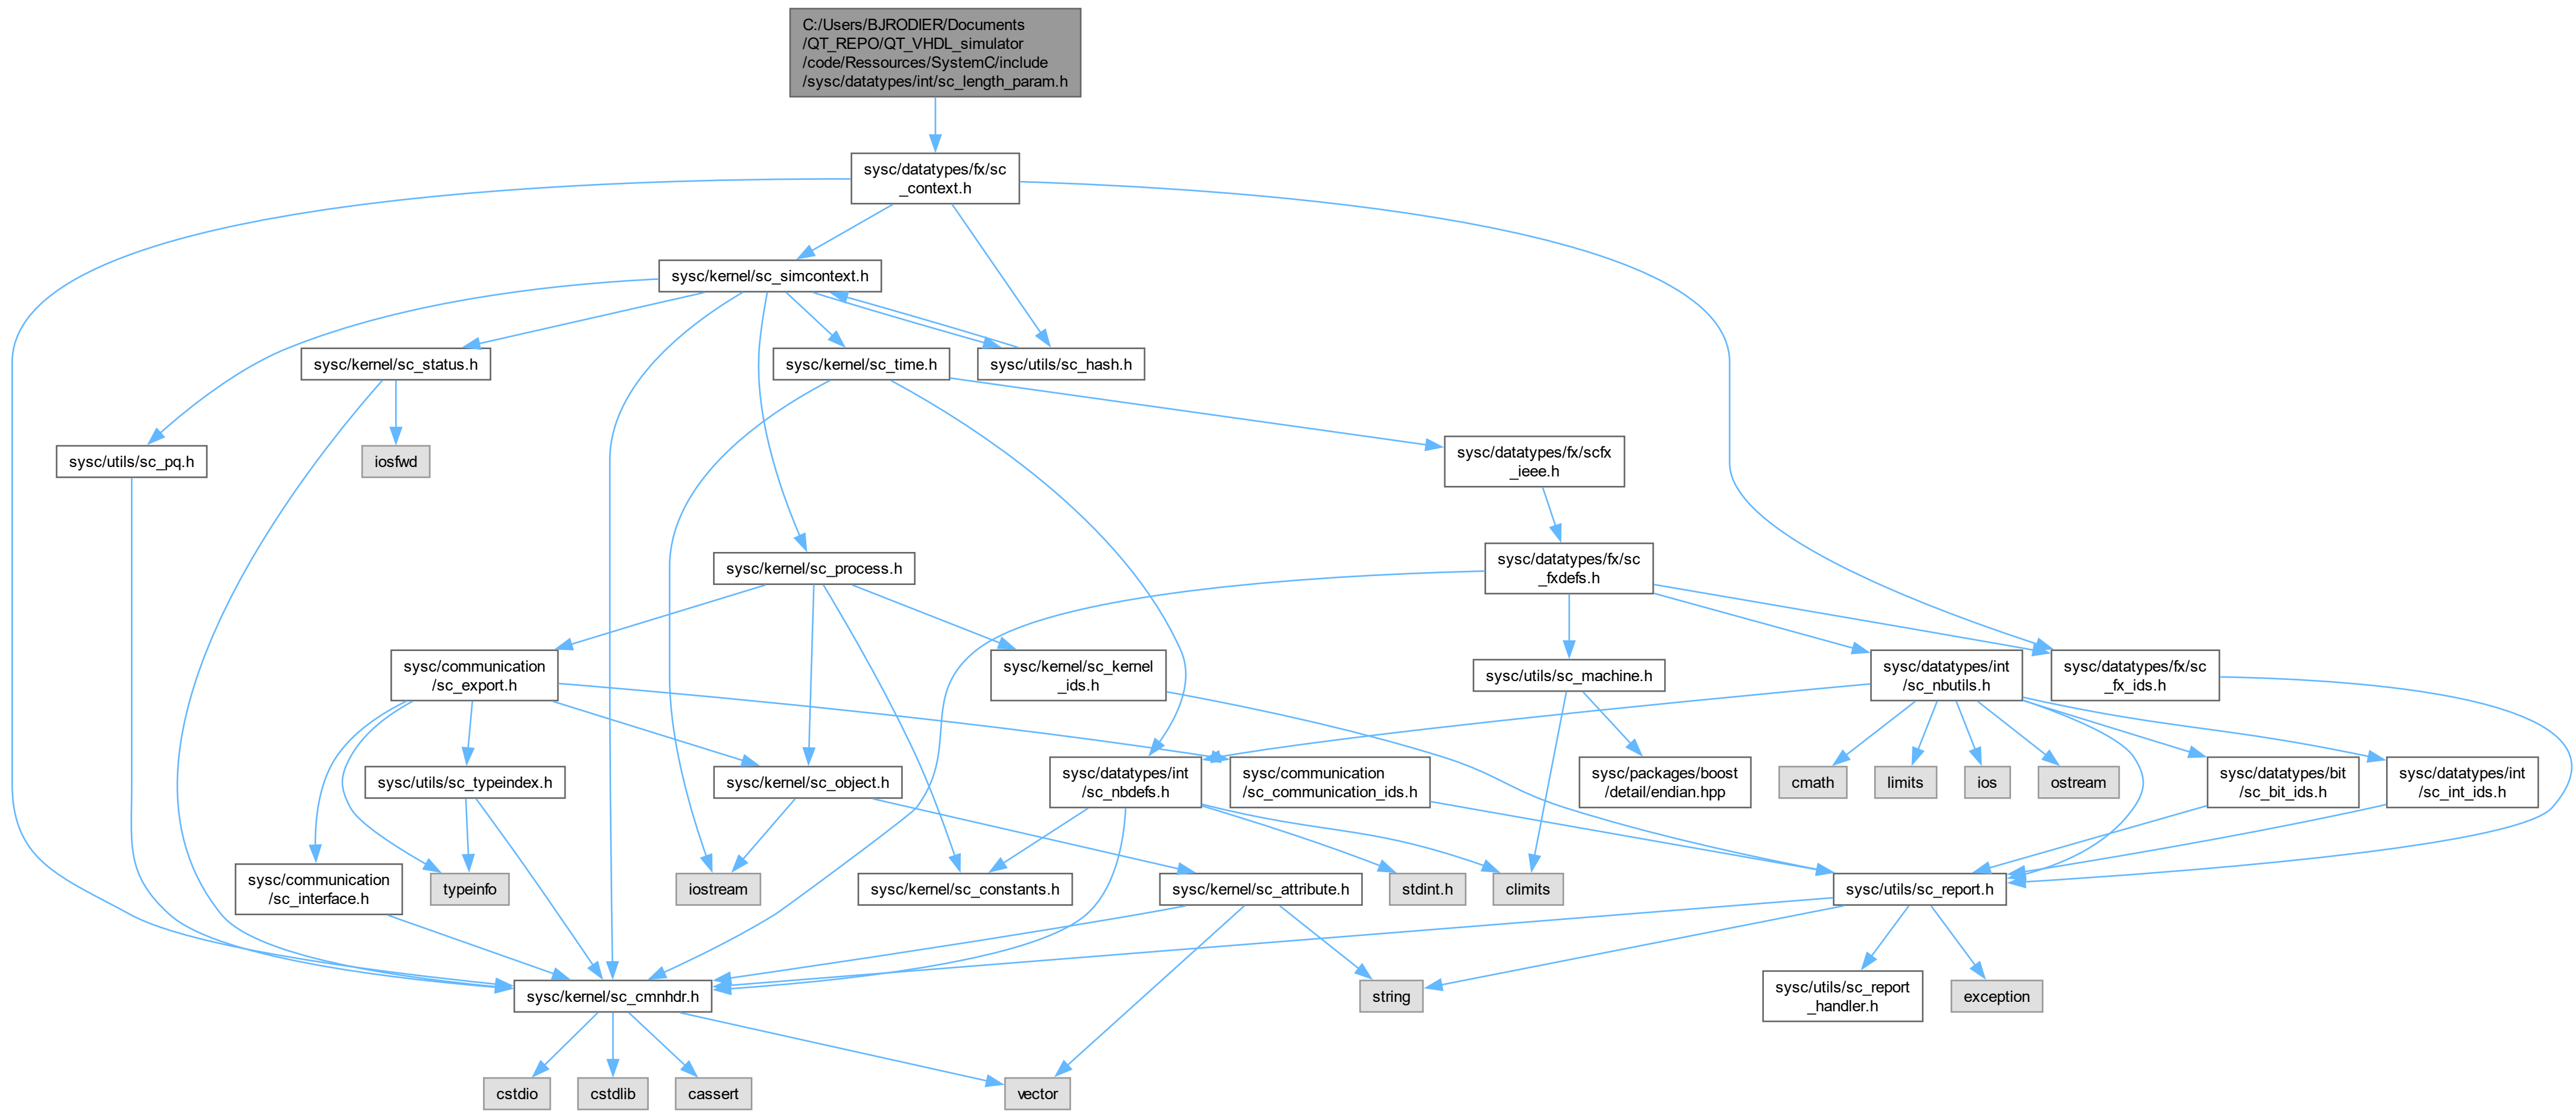 C:/Users/BJRODIER/Documents
/QT_REPO/QT_VHDL_simulator
/code/Ressources/SystemC/include
/sysc/datatypes/int/sc_length_param.h
sysc/datatypes/fx/sc
_context.h
sysc/kernel/sc_simcontext.h
sysc/kernel/sc_status.h
sysc/kernel/sc_time.h
sysc/utils/sc_hash.h
sysc/utils/sc_pq.h
iosfwd
sysc/datatypes/fx/scfx
_ieee.h
sysc/kernel/sc_process.h
sysc/datatypes/fx/sc
_fxdefs.h
sysc/communication
/sc_export.h
sysc/kernel/sc_kernel
_ids.h
sysc/utils/sc_machine.h
sysc/datatypes/int
/sc_nbutils.h
sysc/datatypes/fx/sc
_fx_ids.h
sysc/utils/sc_typeindex.h
sysc/kernel/sc_object.h
sysc/datatypes/int
/sc_nbdefs.h
sysc/communication
/sc_communication_ids.h
sysc/packages/boost
/detail/endian.hpp
cmath
limits
ios
ostream
sysc/datatypes/bit
/sc_bit_ids.h
sysc/datatypes/int
/sc_int_ids.h
sysc/communication
/sc_interface.h
typeinfo
iostream
sysc/kernel/sc_constants.h
sysc/kernel/sc_attribute.h
stdint.h
climits
sysc/utils/sc_report.h
sysc/kernel/sc_cmnhdr.h
string
sysc/utils/sc_report
_handler.h
exception
cstdio
cstdlib
cassert
vector